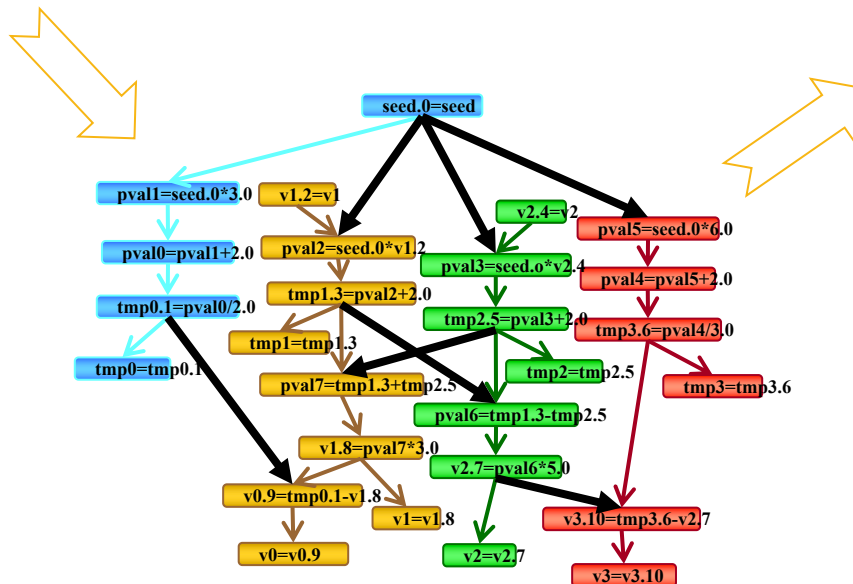 seed.0=seed
pval1=seed.0*3.0
v1.2=v1
v2.4=v2
pval5=seed.0*6.0
pval2=seed.0*v1.2
pval0=pval1+2.0
pval3=seed.o*v2.4
pval4=pval5+2.0
tmp1.3=pval2+2.0
tmp0.1=pval0/2.0
tmp2.5=pval3+2.0
tmp3.6=pval4/3.0
tmp1=tmp1.3
tmp0=tmp0.1
tmp2=tmp2.5
pval7=tmp1.3+tmp2.5
tmp3=tmp3.6
pval6=tmp1.3-tmp2.5
v1.8=pval7*3.0
v2.7=pval6*5.0
v0.9=tmp0.1-v1.8
v1=v1.8
v3.10=tmp3.6-v2.7
v0=v0.9
v2=v2.7
v3=v3.10